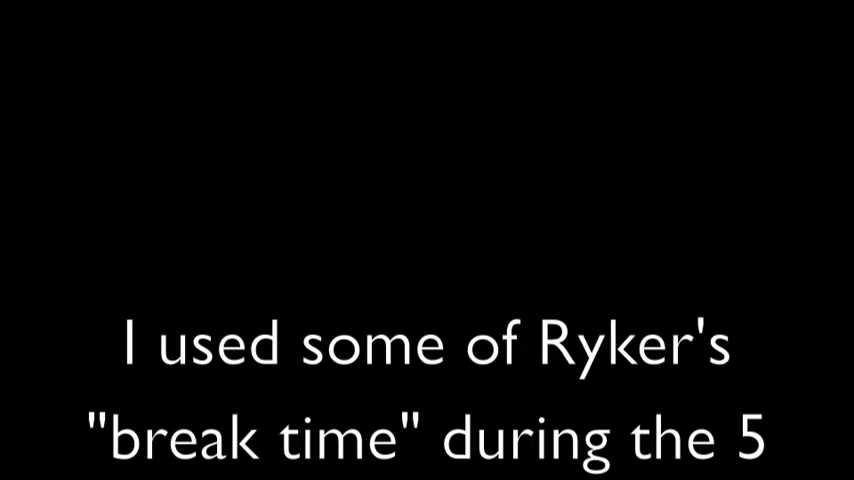 I used some of Ryker's
"break time" during the 5